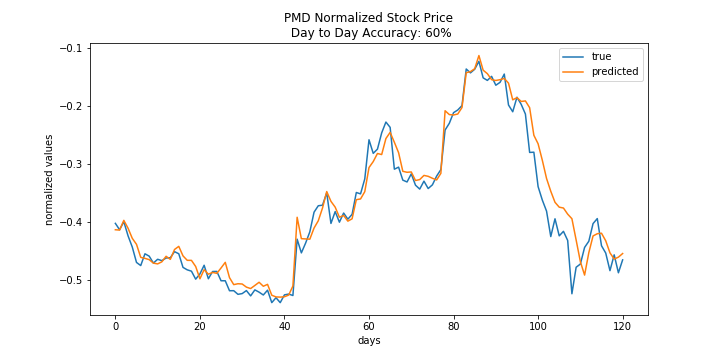 PMD Normalized Stock Price
Day to Day Accuracy: 60%
true
predicted
normalized values
−0.1
−0.2
−0.3
−0.4
−0.5
0
20
40
60
80
100
120
days